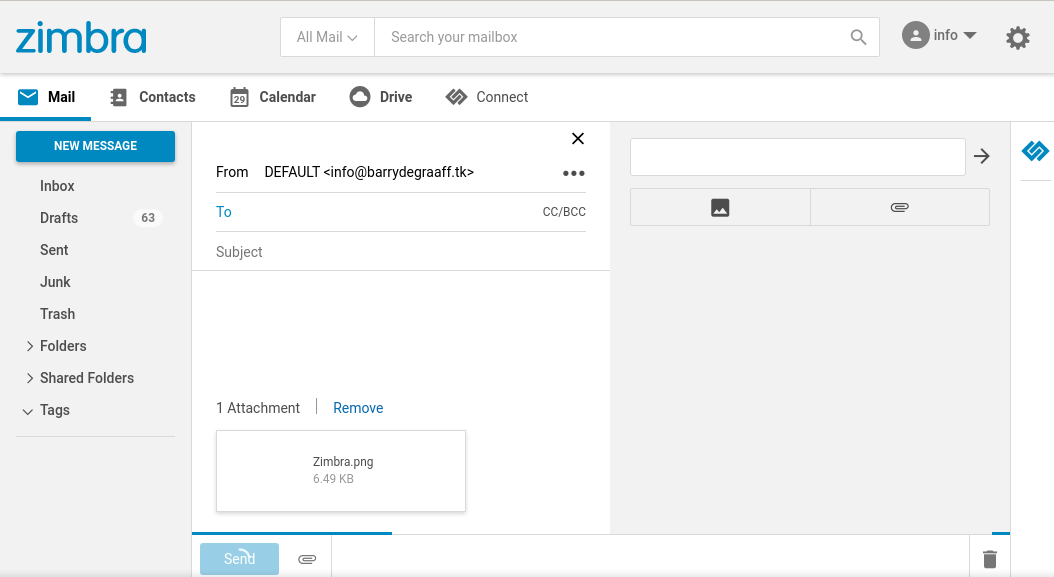 zimbra
All Mail
Search your mailbox
info
Mail
Contacts
29
Calendar
Drive
Connect
NEW MESSAGE
Inbox
Drafts 63
Sent
Junk
Trash
Folders
Shared Folders
Tags
From DEFAULT <info@barrydegraaff.tk>
To CC/BCC
Subject
1 Attachment Remove
Zimbra.png
6.49 KB
Send